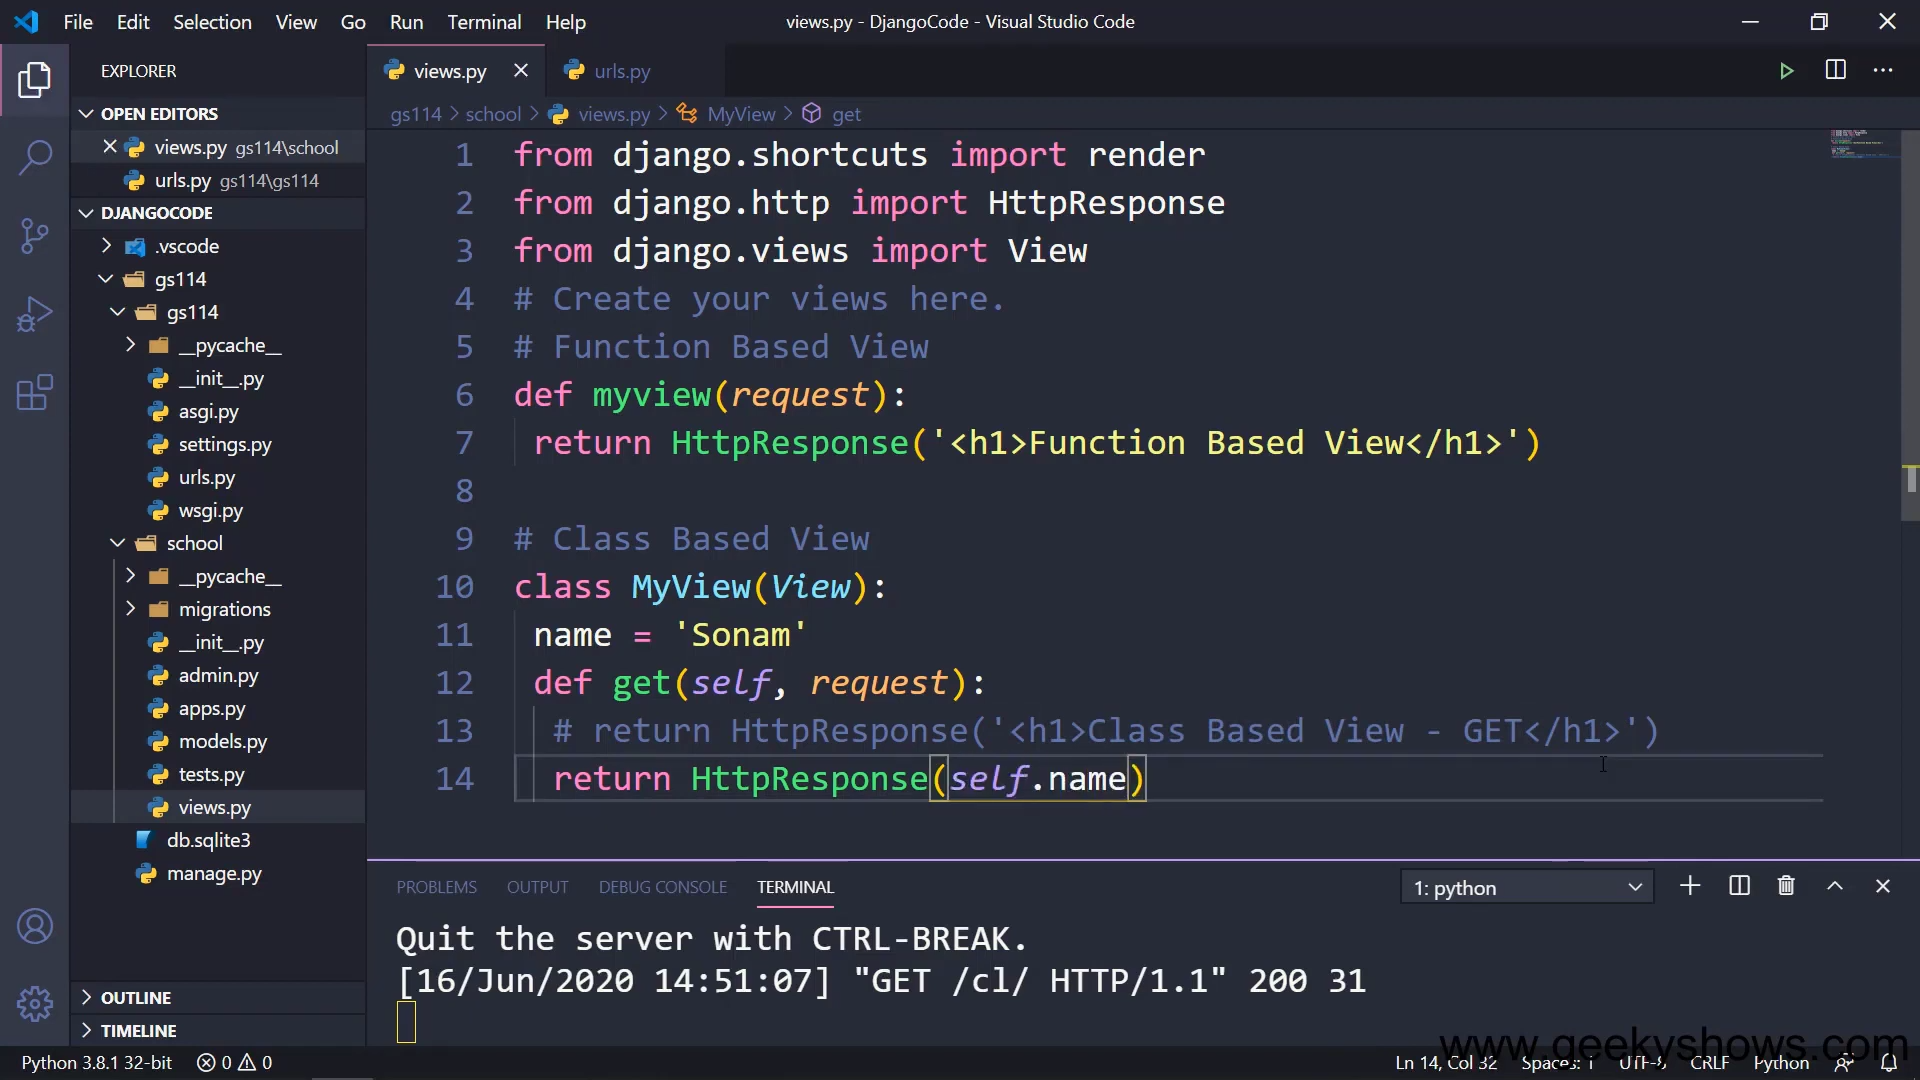 File Edit Selection View Go Run Terminal Help
views.py - DjangoCode - Visual Studio Code
EXPLORER
OPEN EDITORS
views.py gs114\school
urls.py gs114\gs114
DJANGOCODE
.vscode
gs114
gs114
__pycache__
__init__.py
asgi.py
settings.py
urls.py
wsgi.py
school
__pycache__
migrations
__init__.py
admin.py
apps.py
models.py
tests.py
views.py
db.sqlite3
manage.py
OUTLINE
TIMELINE
views.py urls.py
gs114 > school > views.py > MyView > get
1 from django.shortcuts import render
2 from django.http import HttpResponse
3 from django.views import View
4 # Create your views here.
5 # Function Based View
6 def myview(request):
7 return HttpResponse('<h1>Function Based View</h1>')
8
9 # Class Based View
10 class MyView(View):
11 name = 'Sonam'
12 def get(self, request):
13 # return HttpResponse('<h1>Class Based View - GET</h1>')
14 return HttpResponse(self.name)
PROBLEMS OUTPUT DEBUG CONSOLE TERMINAL
1: python
Quit the server with CTRL-BREAK.
[16/Jun/2020 14:51:07] "GET /cl/ HTTP/1.1" 200 31
www.geekyshows.com
Python 3.8.1 32-bit 0 0
Ln 14, Col 32 Spaces: 1 UTF-8 CRLF Python